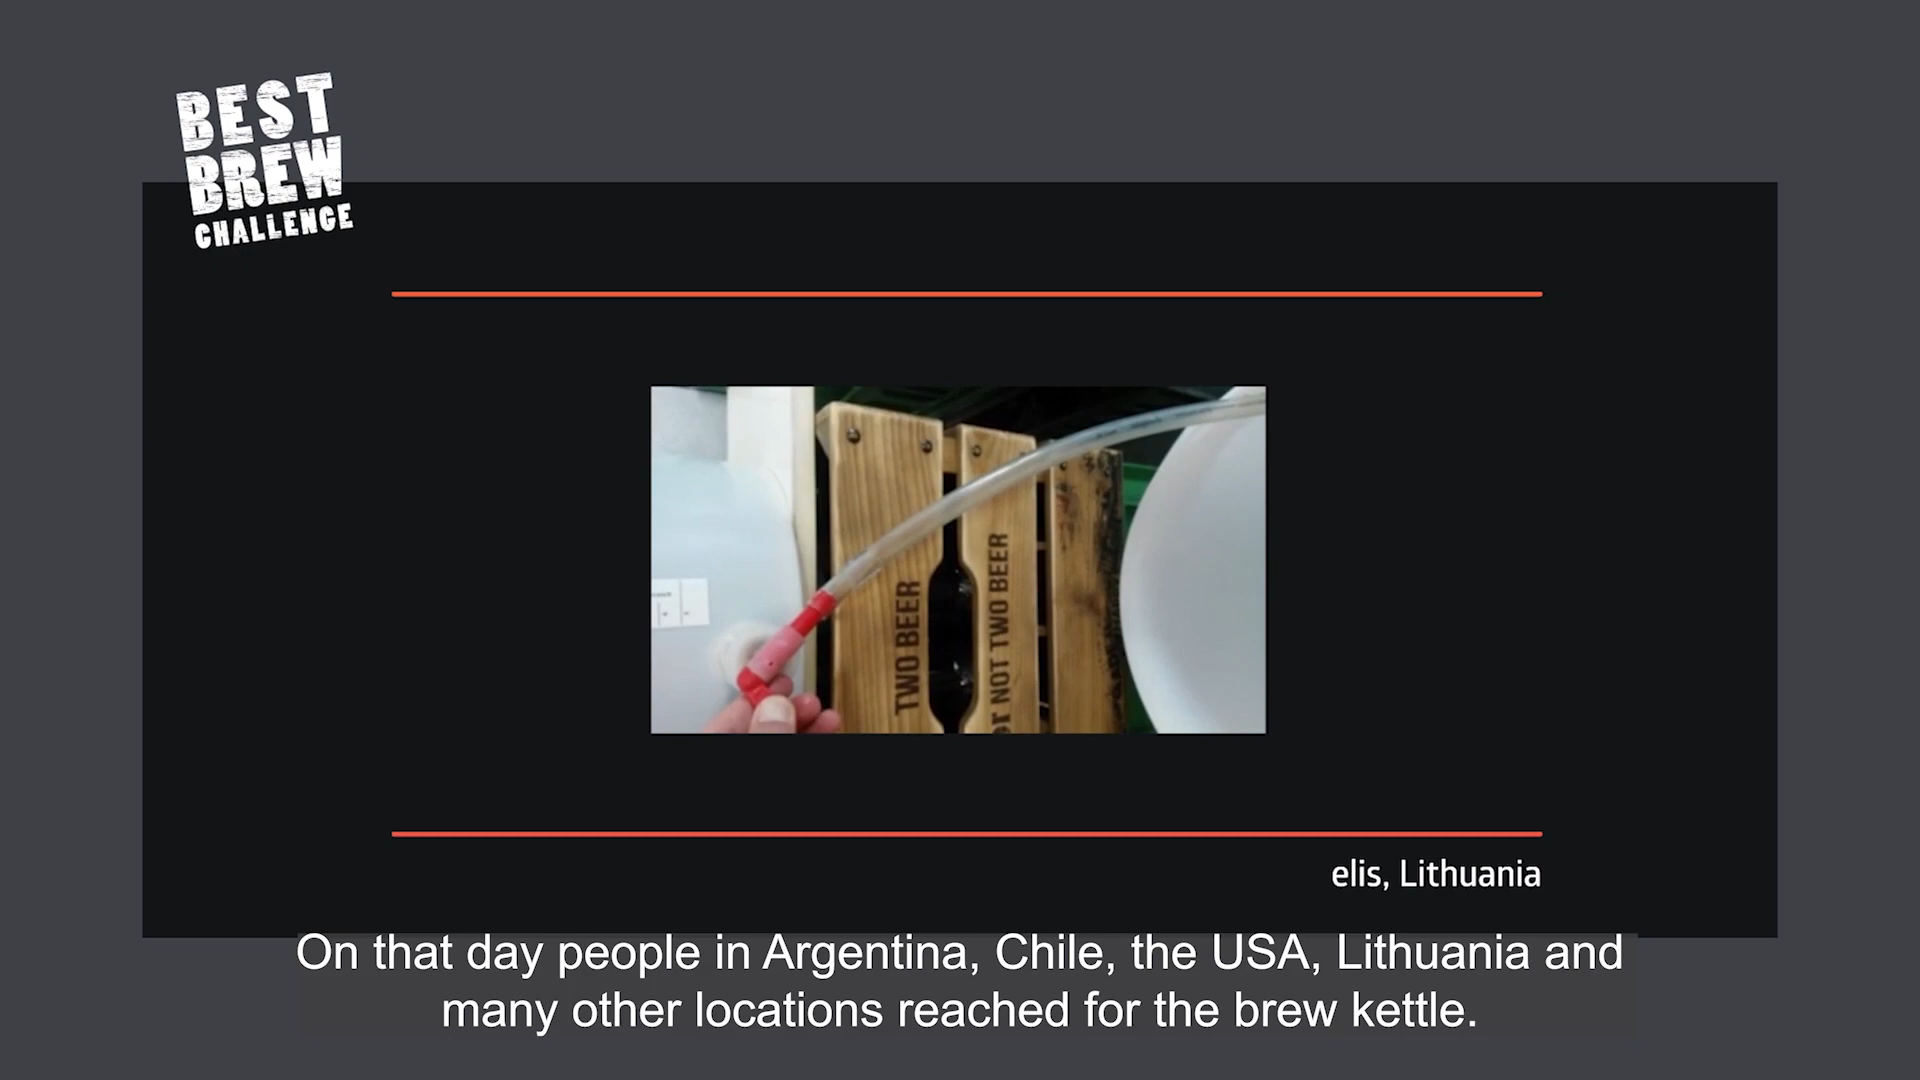 BEST
BREW
CHALLENGE
TWO BEER
or NOT TWO BEER
elis, Lithuania
On that day people in Argentina, Chile, the USA, Lithuania and
many other locations reached for the brew kettle.